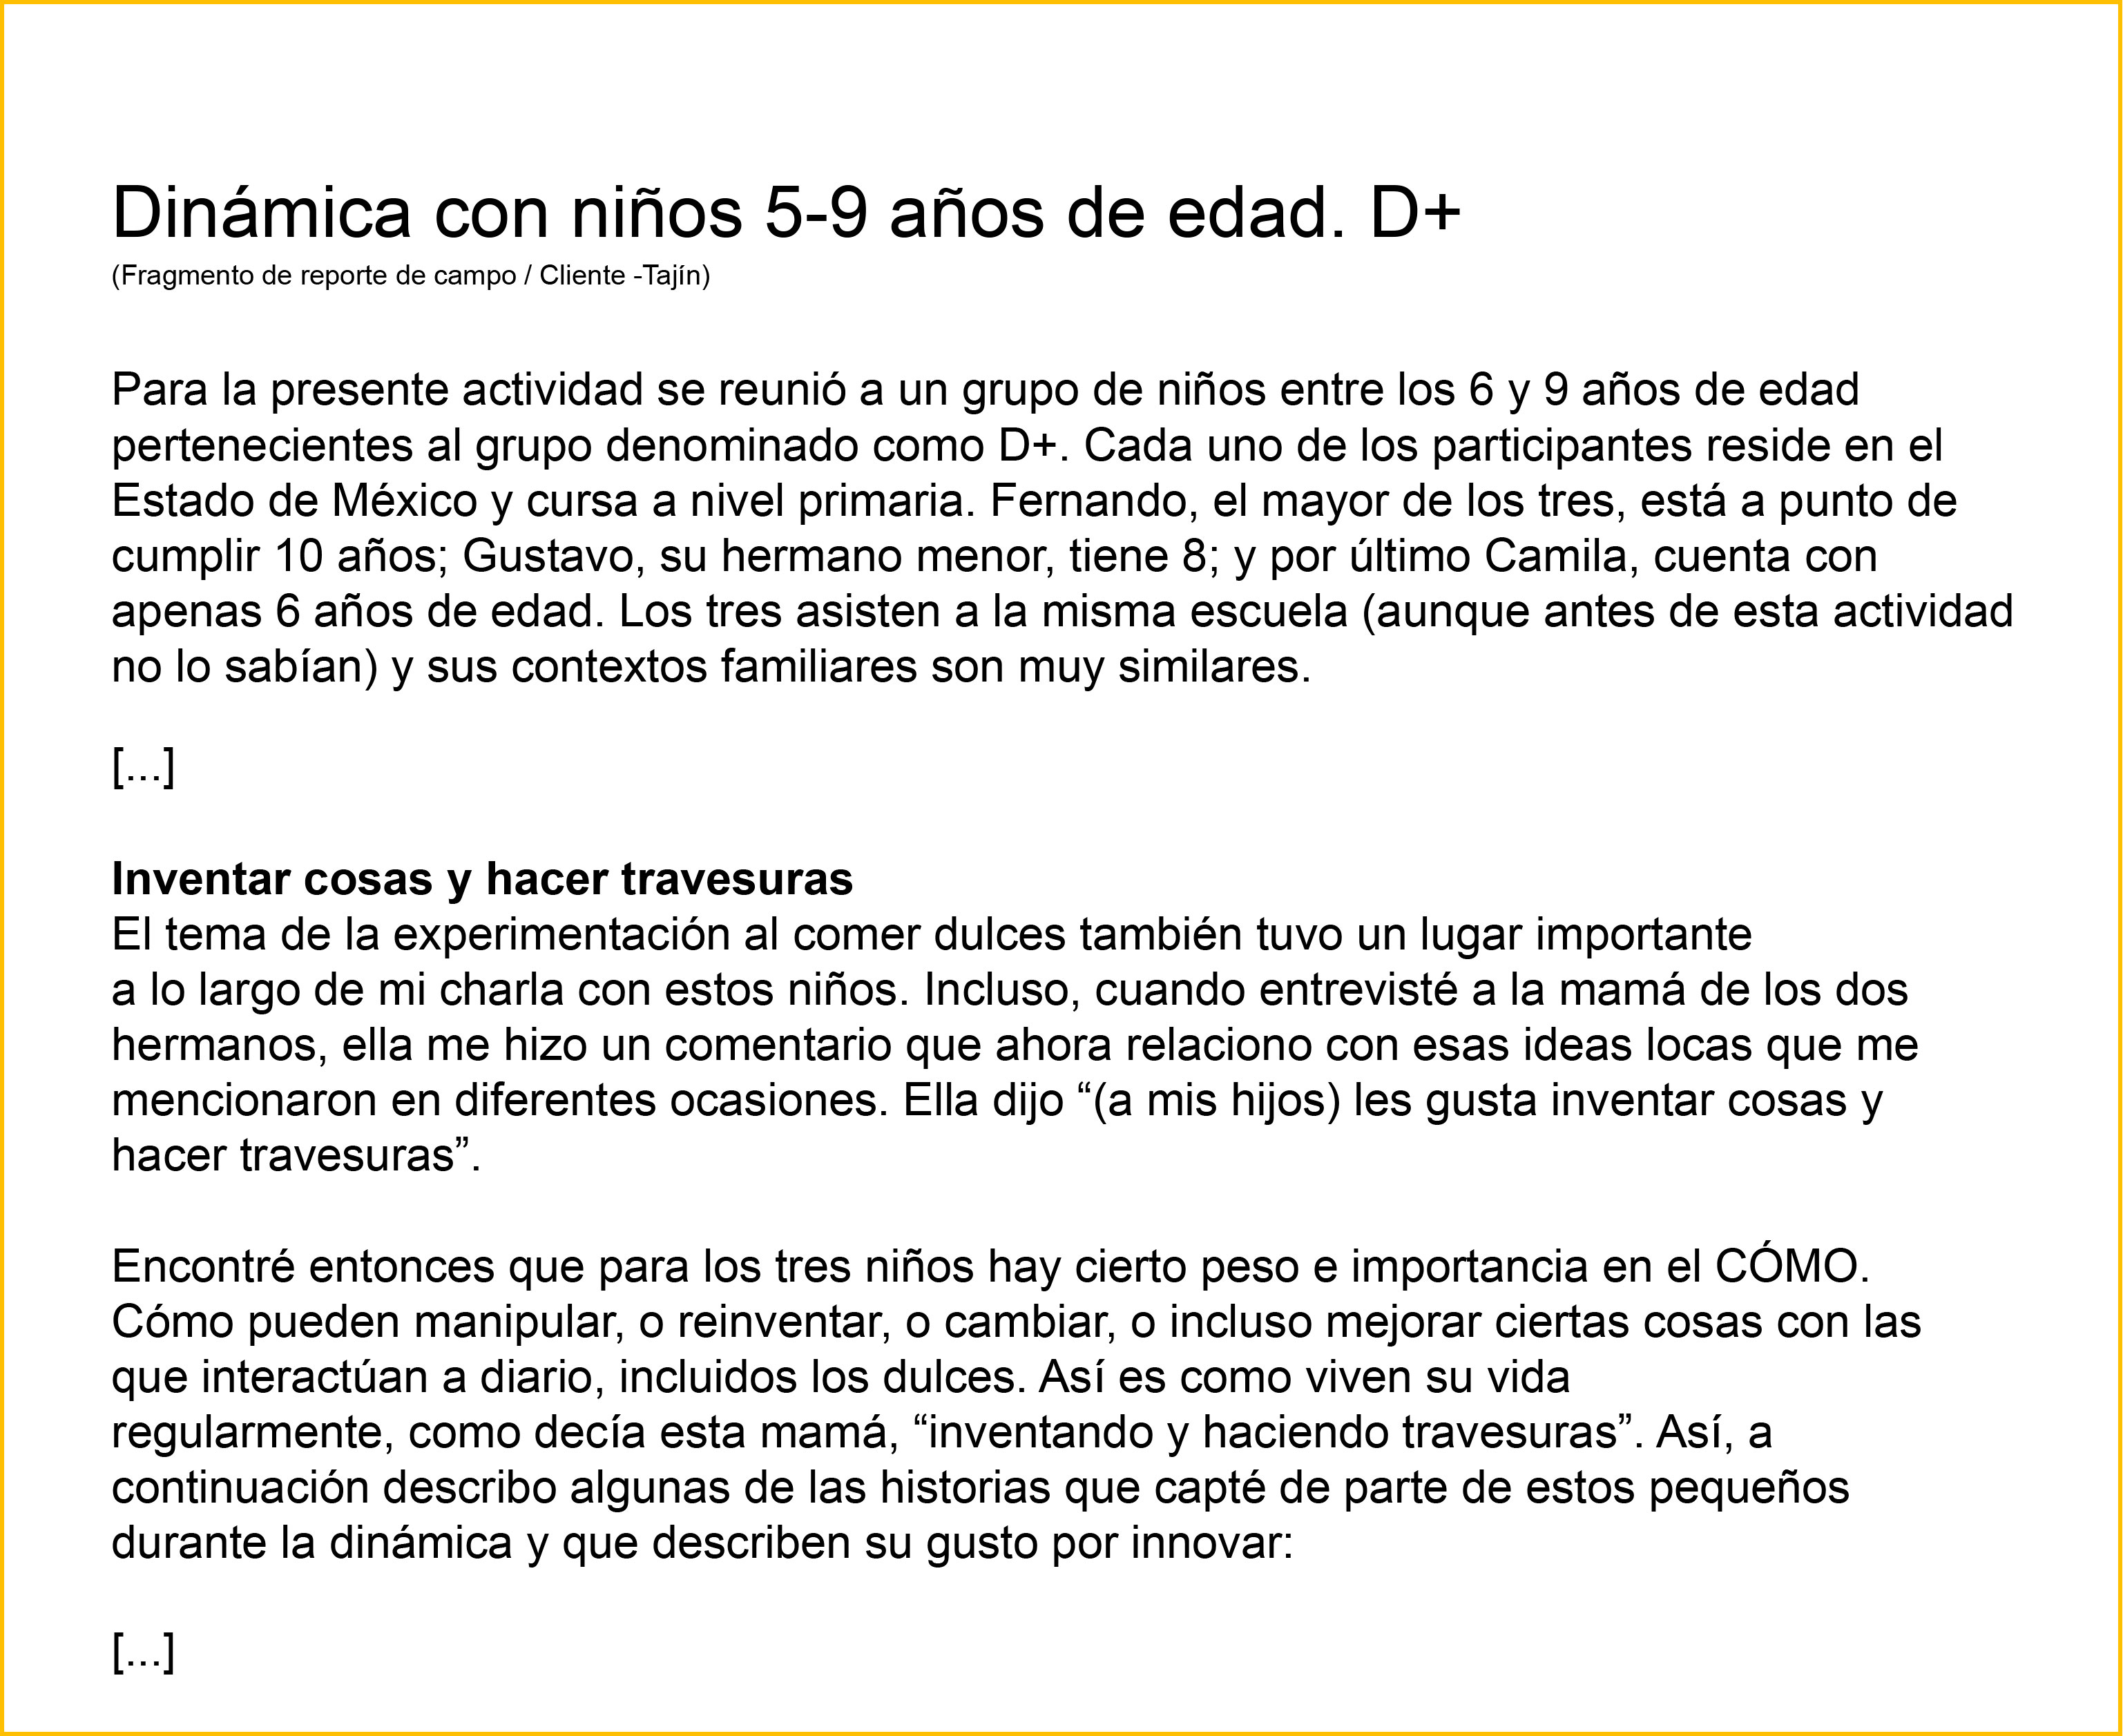 Dinámica con niños 5-9 años de edad. D+
(Fragmento de reporte de campo / Cliente -Tajín)
Para la presente actividad se reunió a un grupo de niños entre los 6 y 9 años de edad
pertenecientes al grupo denominado como D+. Cada uno de los participantes reside en el
Estado de México y cursa a nivel primaria. Fernando, el mayor de los tres, está a punto de
cumplir 10 años; Gustavo, su hermano menor, tiene 8; y por último Camila, cuenta con
apenas 6 años de edad. Los tres asisten a la misma escuela (aunque antes de esta actividad
no lo sabían) y sus contextos familiares son muy similares.
[...]
Inventar cosas y hacer travesuras
El tema de la experimentación al comer dulces también tuvo un lugar importante
a lo largo de mi charla con estos niños. Incluso, cuando entrevisté a la mamá de los dos
hermanos, ella me hizo un comentario que ahora relaciono con esas ideas locas que me
mencionaron en diferentes ocasiones. Ella dijo “(a mis hijos) les gusta inventar cosas y
hacer travesuras”.
Encontré entonces que para los tres niños hay cierto peso e importancia en el CÓMO.
Cómo pueden manipular, o reinventar, o cambiar, o incluso mejorar ciertas cosas con las
que interactúan a diario, incluidos los dulces. Así es como viven su vida
regularmente, como decía esta mamá, “inventando y haciendo travesuras”. Así, a
continuación describo algunas de las historias que capté de parte de estos pequeños
durante la dinámica y que describen su gusto por innovar:
[...]